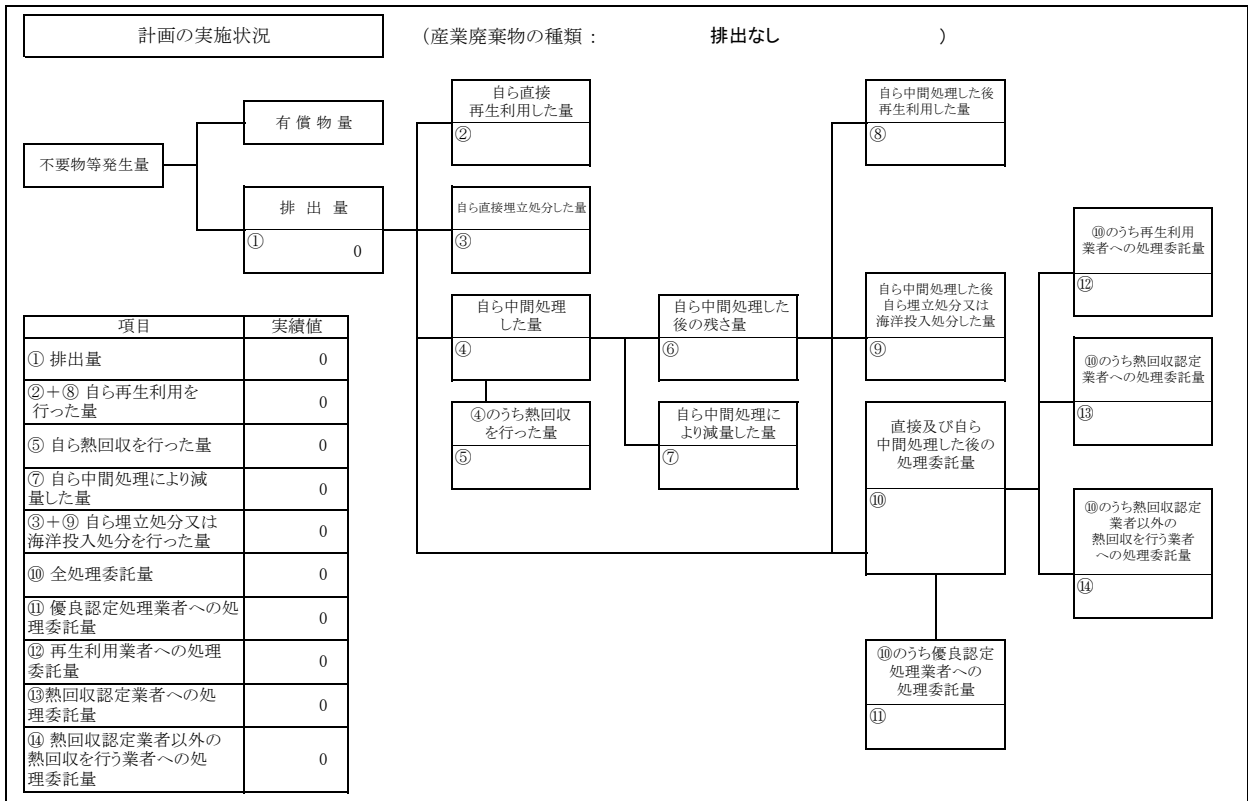 計画の実施状況
（産業廃棄物の種類： 排出なし ）
不要物等発生量
有償物量
排出量
①
0
自ら直接
再生利用した量
②
自ら直接埋立処分した量
③
自ら中間処理
した量
④
④のうち熱回収
を行った量
⑤
自ら中間処理した
後の残さ量
⑥
自ら中間処理に
より減量した量
⑦
自ら中間処理した後
再生利用した量
⑧
自ら中間処理した後
自ら埋立処分又は
海洋投入処分した量
⑨
直接及び自ら
中間処理した後の
処理委託量
⑩
⑩のうち優良認定
処理業者への
処理委託量
⑪
⑩のうち再生利用
業者への処理委託量
⑫
⑩のうち熱回収認定
業者への処理委託量
⑬
⑩のうち熱回収認定
業者以外の
熱回収を行う業者
への処理委託量
⑭
項目 実績値
① 排出量 0
②＋⑧ 自ら再生利用を
行った量 0
⑤ 自ら熱回収を行った量 0
⑦ 自ら中間処理により減
量した量 0
③＋⑨ 自ら埋立処分又は
海洋投入処分を行った量 0
⑩ 全処理委託量 0
⑪ 優良認定処理業者への処
理委託量 0
⑫ 再生利用業者への処理
委託量 0
⑬熱回収認定業者への処
理委託量 0
⑭ 熱回収認定業者以外の
熱回収を行う業者への処
理委託量 0